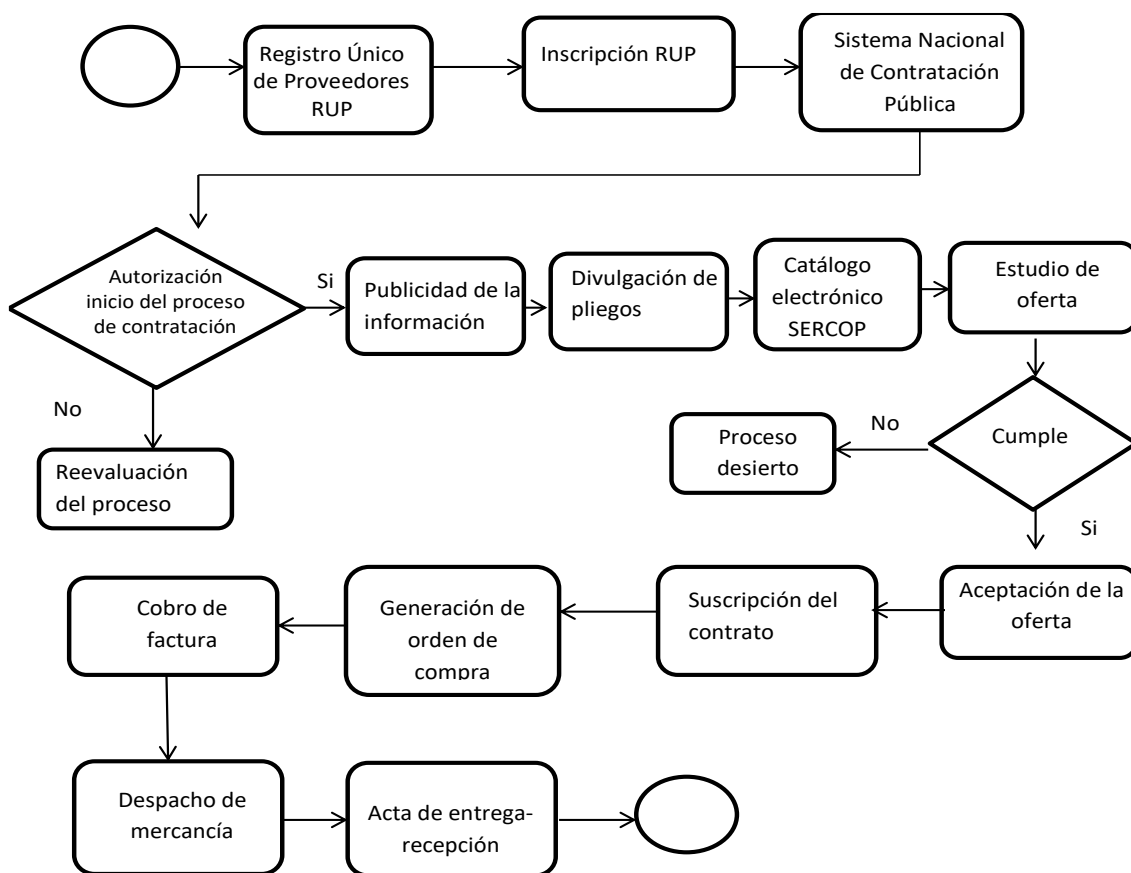 Registro Único
de Proveedores
RUP
Inscripción RUP
Sistema Nacional
de Contratación
Pública
Autorización
inicio del proceso
de contratación
Si
Publicidad de la
información
Divulgación de
pliegos
Catálogo
electrónico
SERCOP
Estudio de
oferta
No
Reevaluación
del proceso
Proceso
desierto
No
Cumple
Si
Aceptación de la
oferta
Suscripción del
contrato
Generación de
orden de
compra
Cobro de
factura
Despacho de
mercancía
Acta de entrega-
recepción